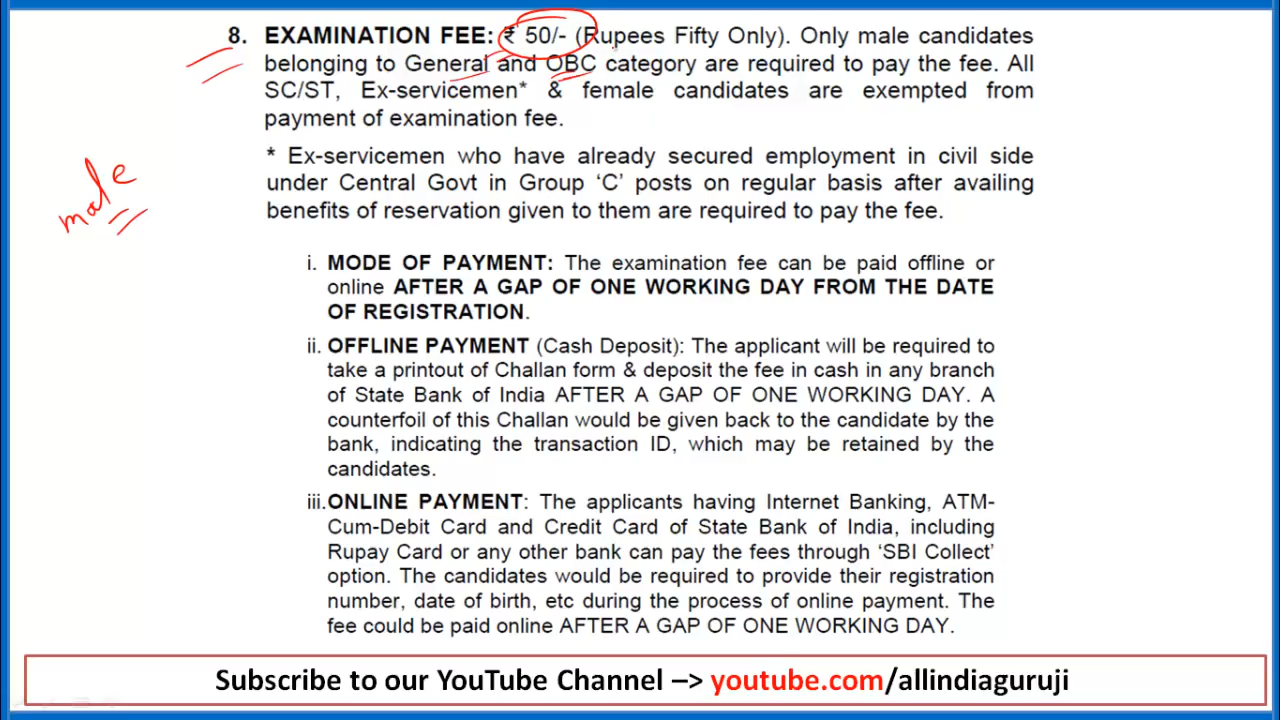 8. EXAMINATION FEE: ₹ 50/- (Rupees Fifty Only). Only male candidates
belonging to General and OBC category are required to pay the fee. All
SC/ST, Ex-servicemen* & female candidates are exempted from
payment of examination fee.
* Ex-servicemen who have already secured employment in civil side
under Central Govt in Group ‘C’ posts on regular basis after availing
benefits of reservation given to them are required to pay the fee.
male
i. MODE OF PAYMENT: The examination fee can be paid offline or
online AFTER A GAP OF ONE WORKING DAY FROM THE DATE
OF REGISTRATION.
ii. OFFLINE PAYMENT (Cash Deposit): The applicant will be required to
take a printout of Challan form & deposit the fee in cash in any branch
of State Bank of India AFTER A GAP OF ONE WORKING DAY. A
counterfoil of this Challan would be given back to the candidate by the
bank, indicating the transaction ID, which may be retained by the
candidates.
iii. ONLINE PAYMENT: The applicants having Internet Banking, ATM-
Cum-Debit Card and Credit Card of State Bank of India, including
Rupay Card or any other bank can pay the fees through ‘SBI Collect’
option. The candidates would be required to provide their registration
number, date of birth, etc during the process of online payment. The
fee could be paid online AFTER A GAP OF ONE WORKING DAY.
Subscribe to our YouTube Channel –> youtube.com/allindiaguruji